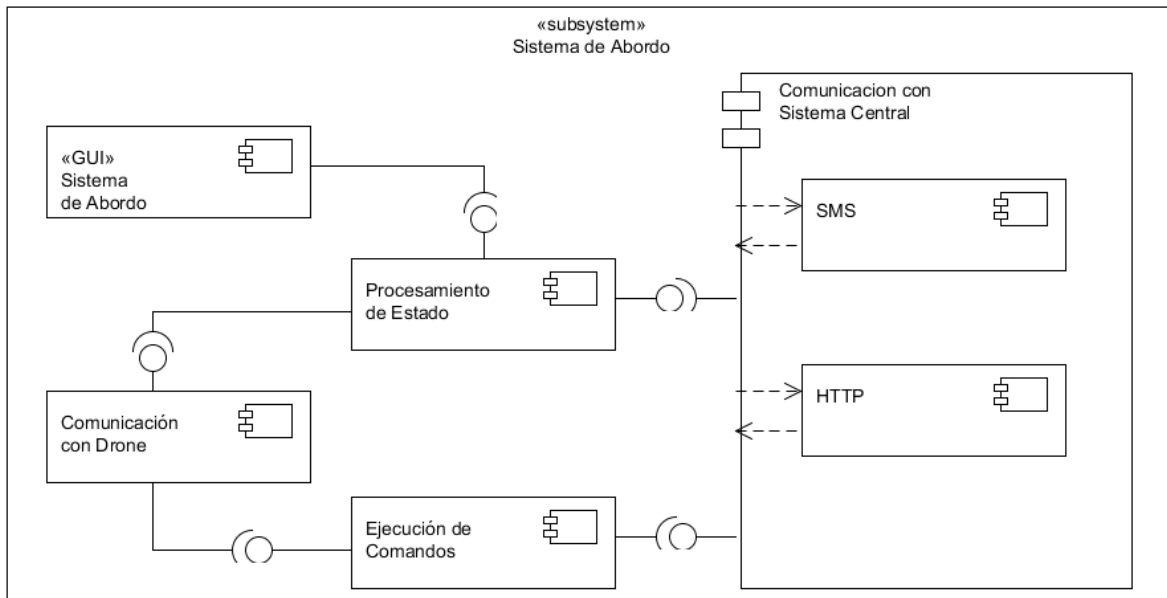 «subsystem»
Sistema de Abordo
«GUI»
Sistema
de Abordo
Comunicacion con
Sistema Central
SMS
Procesamiento
de Estado
HTTP
Comunicación
con Drone
Ejecución de
Comandos